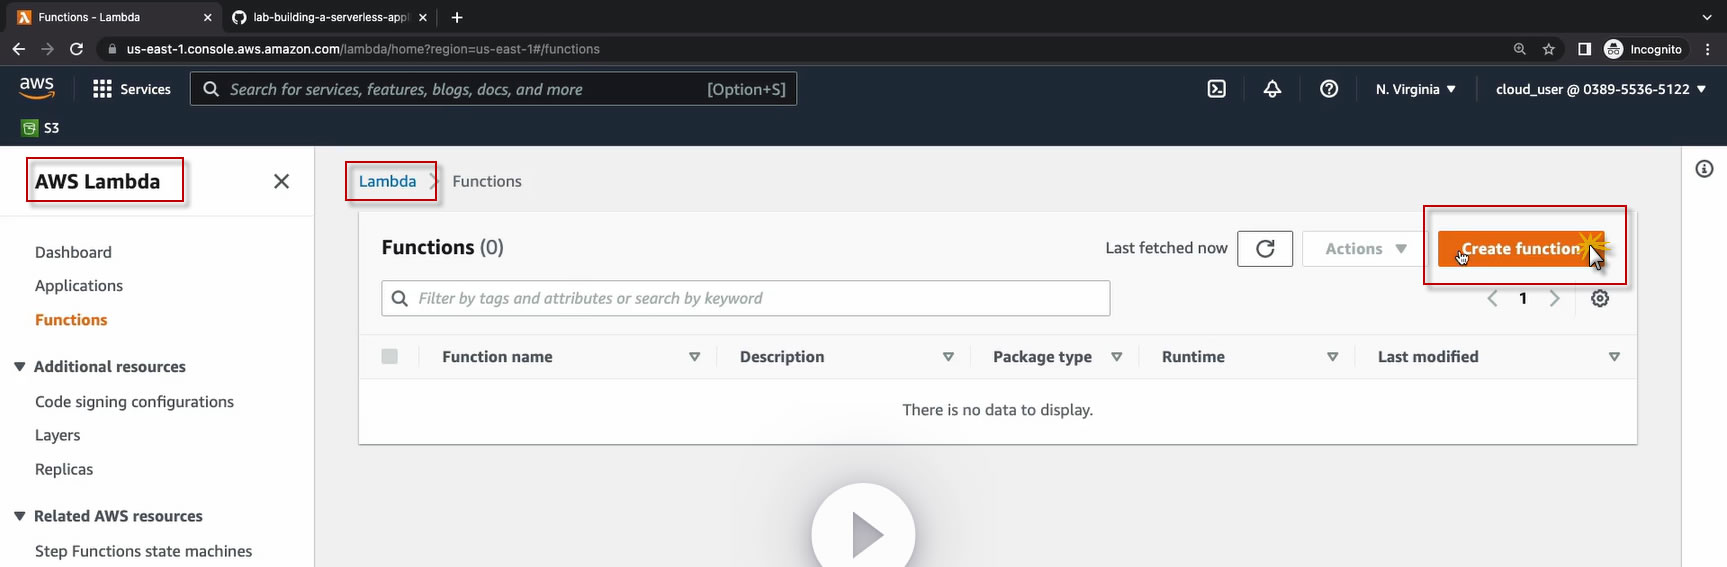 Functions - Lambda
lab-building-a-serverless-appl
us-east-1.console.aws.amazon.com/lambda/home?region=us-east-1#/functions
Incognito
aws
Services
Search for services, features, blogs, docs, and more
[Option+S]
N. Virginia
cloud_user @ 0389-5536-5122
S3
AWS Lambda
Dashboard
Applications
Functions
Additional resources
Code signing configurations
Layers
Replicas
Related AWS resources
Step Functions state machines
Lambda
Functions
Functions (0)
Last fetched now
Actions
Create function
Filter by tags and attributes or search by keyword
1
Function name
Description
Package type
Runtime
Last modified
There is no data to display.